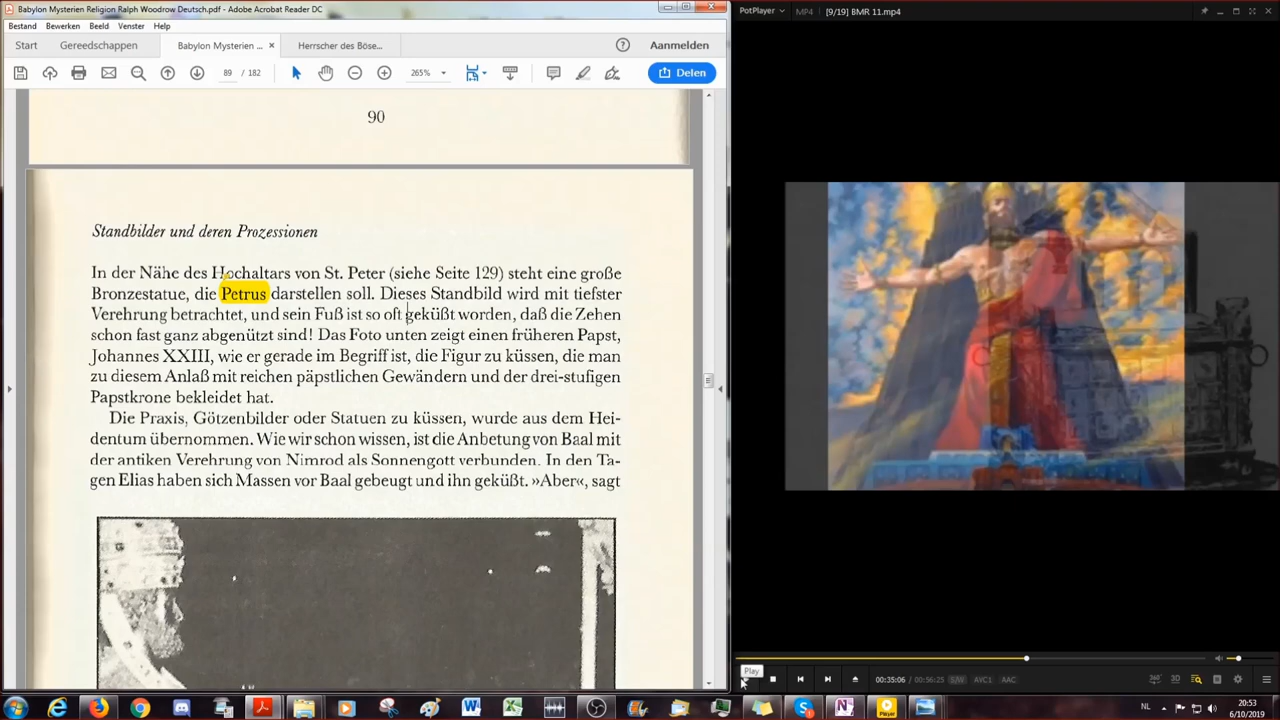 Babylon Mysterien Religion Ralph Woodrow Deutsch.pdf - Adobe Acrobat Reader DC
Bestand Bewerken Beeld Venster Help
Start Gereedschappen Babylon Mysterien ... × Herrscher des Böse... Aanmelden
89 / 182 265% Delen
90
Standbilder und deren Prozessionen
In der Nähe des Hochaltars von St. Peter (siehe Seite 129) steht eine große
Bronzestatue, die Petrus darstellen soll. Dieses Standbild wird mit tiefster
Verehrung betrachtet, und sein Fuß ist so oft geküßt worden, daß die Zehen
schon fast ganz abgenützt sind! Das Foto unten zeigt einen früheren Papst,
Johannes XXIII, wie er gerade im Begriff ist, die Figur zu küssen, die man
zu diesem Anlaß mit reichen päpstlichen Gewändern und der drei-stufigen
Papstkrone bekleidet hat.
Die Praxis, Götzenbilder oder Statuen zu küssen, wurde aus dem Hei-
dentum übernommen. Wie wir schon wissen, ist die Anbetung von Baal mit
der antiken Verehrung von Nimrod als Sonnengott verbunden. In den Ta-
gen Elias haben sich Massen vor Baal gebeugt und ihn geküßt. »Aber«, sagt
PotPlayer MP4 [9/19] BMR 11.mp4
Play
00:35:06 / 00:56:25 S/W AVC1 AAC
360° 3D
NL 20:53
6/10/2019